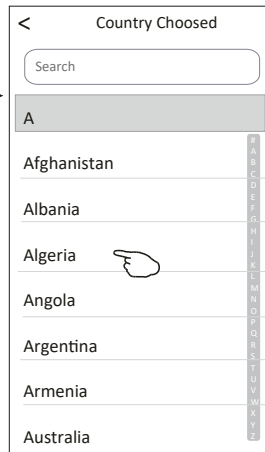 < Country Choosed
Search
A
Afghanistan
Albania
Algeria
Angola
Argentina
Armenia
Australia
#
A
B
C
D
E
F
G
H
I
J
K
L
M
N
O
P
Q
R
S
T
U
V
W
X
Y
Z